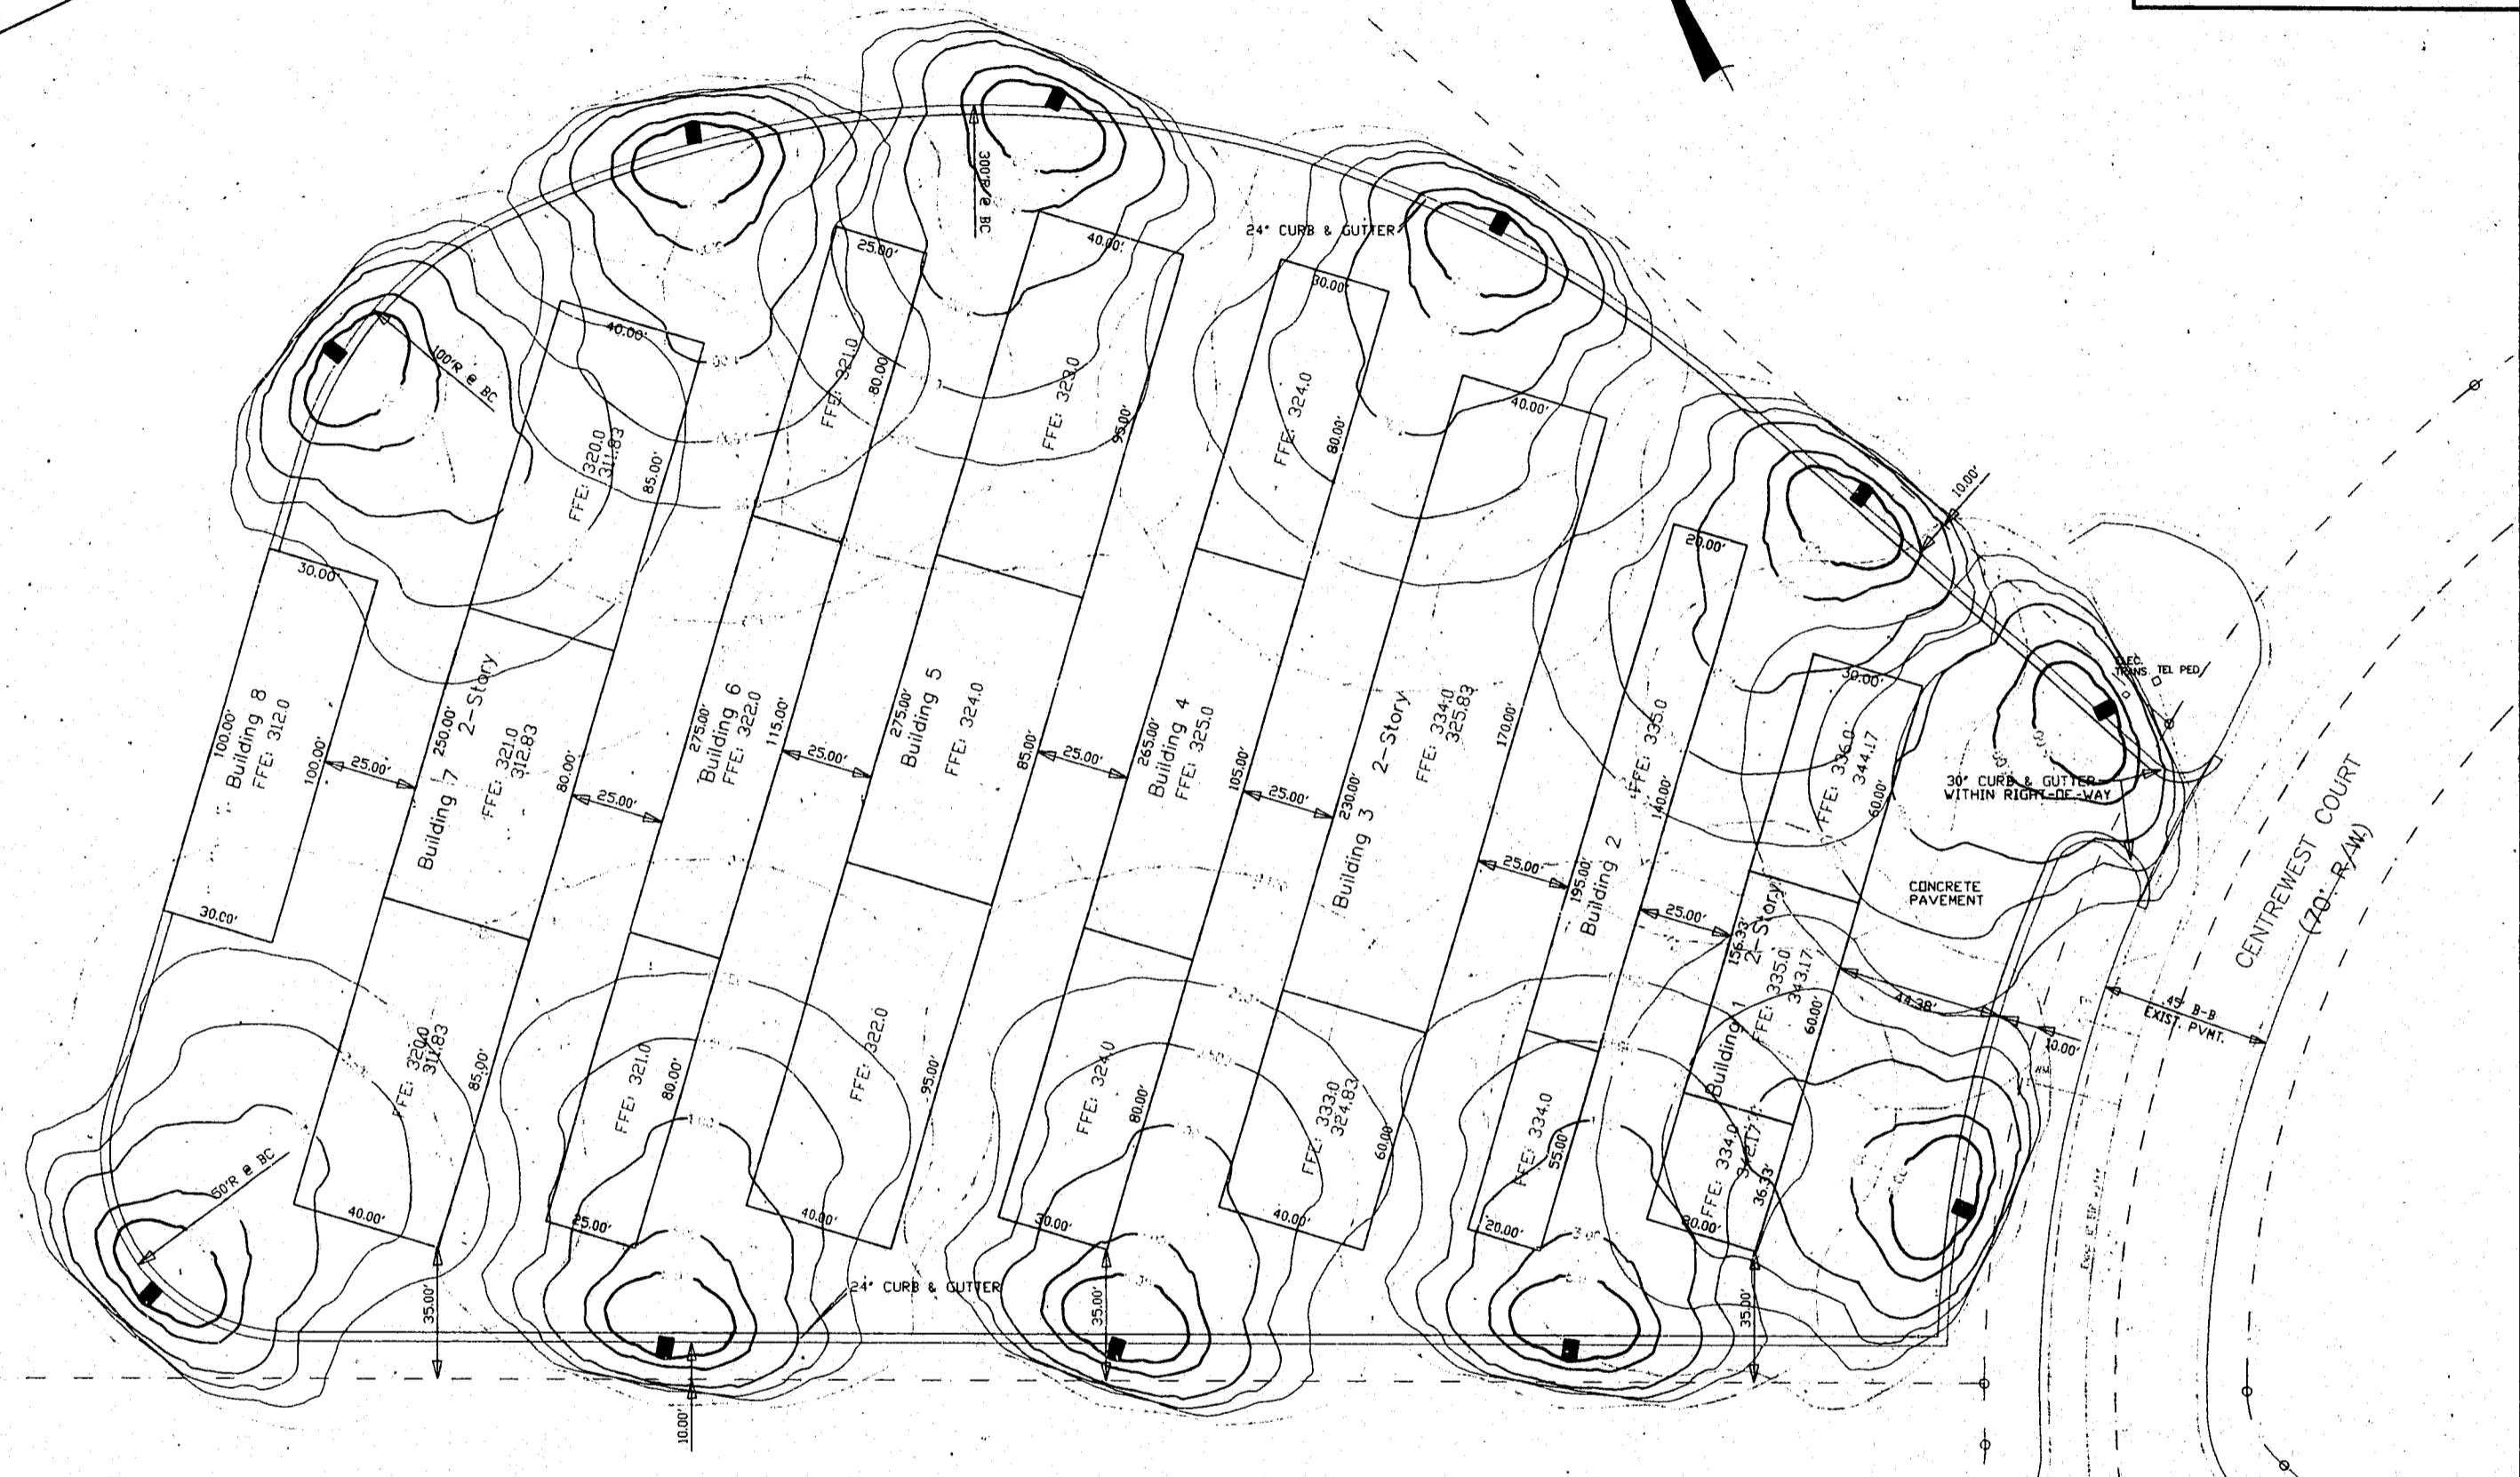 300'R @ BC
24" CURB & GUTTER
100'R @ BC
40.00'
FFE: 320.0
311.83
85.00'
25.00'
FFE: 321.0
80.00'
40.00'
FFE: 323.0
95.00'
30.00'
FFE: 324.0
80.00'
40.00'
20.00'
10.00'
ELEC.
TRANS. TEL PED
30.00'
100.00'
Building 8
FFE: 312.0
100.00'
30.00'
25.00'
250.00'
Building 7
2-Story
FFE: 321.0
312.83
80.00'
25.00'
275.00'
Building 6
FFE: 322.0
115.00'
25.00'
275.00'
Building 5
FFE: 324.0
85.00'
25.00'
265.00'
Building 4
FFE: 325.0
105.00'
25.00'
230.00'
Building 3
2-Story
FFE: 334.0
325.83
170.00'
25.00'
195.00'
Building 2
FFE: 335.0
140.00'
25.00'
30.00'
FFE: 336.0
344.17
60.00'
30" CURB & GUTTER
WITHIN RIGHT-OF-WAY
CONCRETE
PAVEMENT
CENTREWEST COURT
(70' R/W)
156.33'
2-Story
Building 1
FFE: 335.0
343.17
60.00'
44.38'
10.00'
45' B-B
EXIST. PVMT.
WM
FFE: 320.0
311.83
85.00'
40.00'
50'R @ BC
FFE: 321.0
80.00'
25.00'
FFE: 322.0
95.00'
40.00'
FFE: 324.0
80.00'
30.00'
FFE: 333.0
324.83
60.00'
40.00'
FFE: 334.0
55.00'
20.00'
FFE: 334.0
342.17
36.33'
20.00'
35.00'
24" CURB & GUTTER
35.00'
35.00'
10.00'